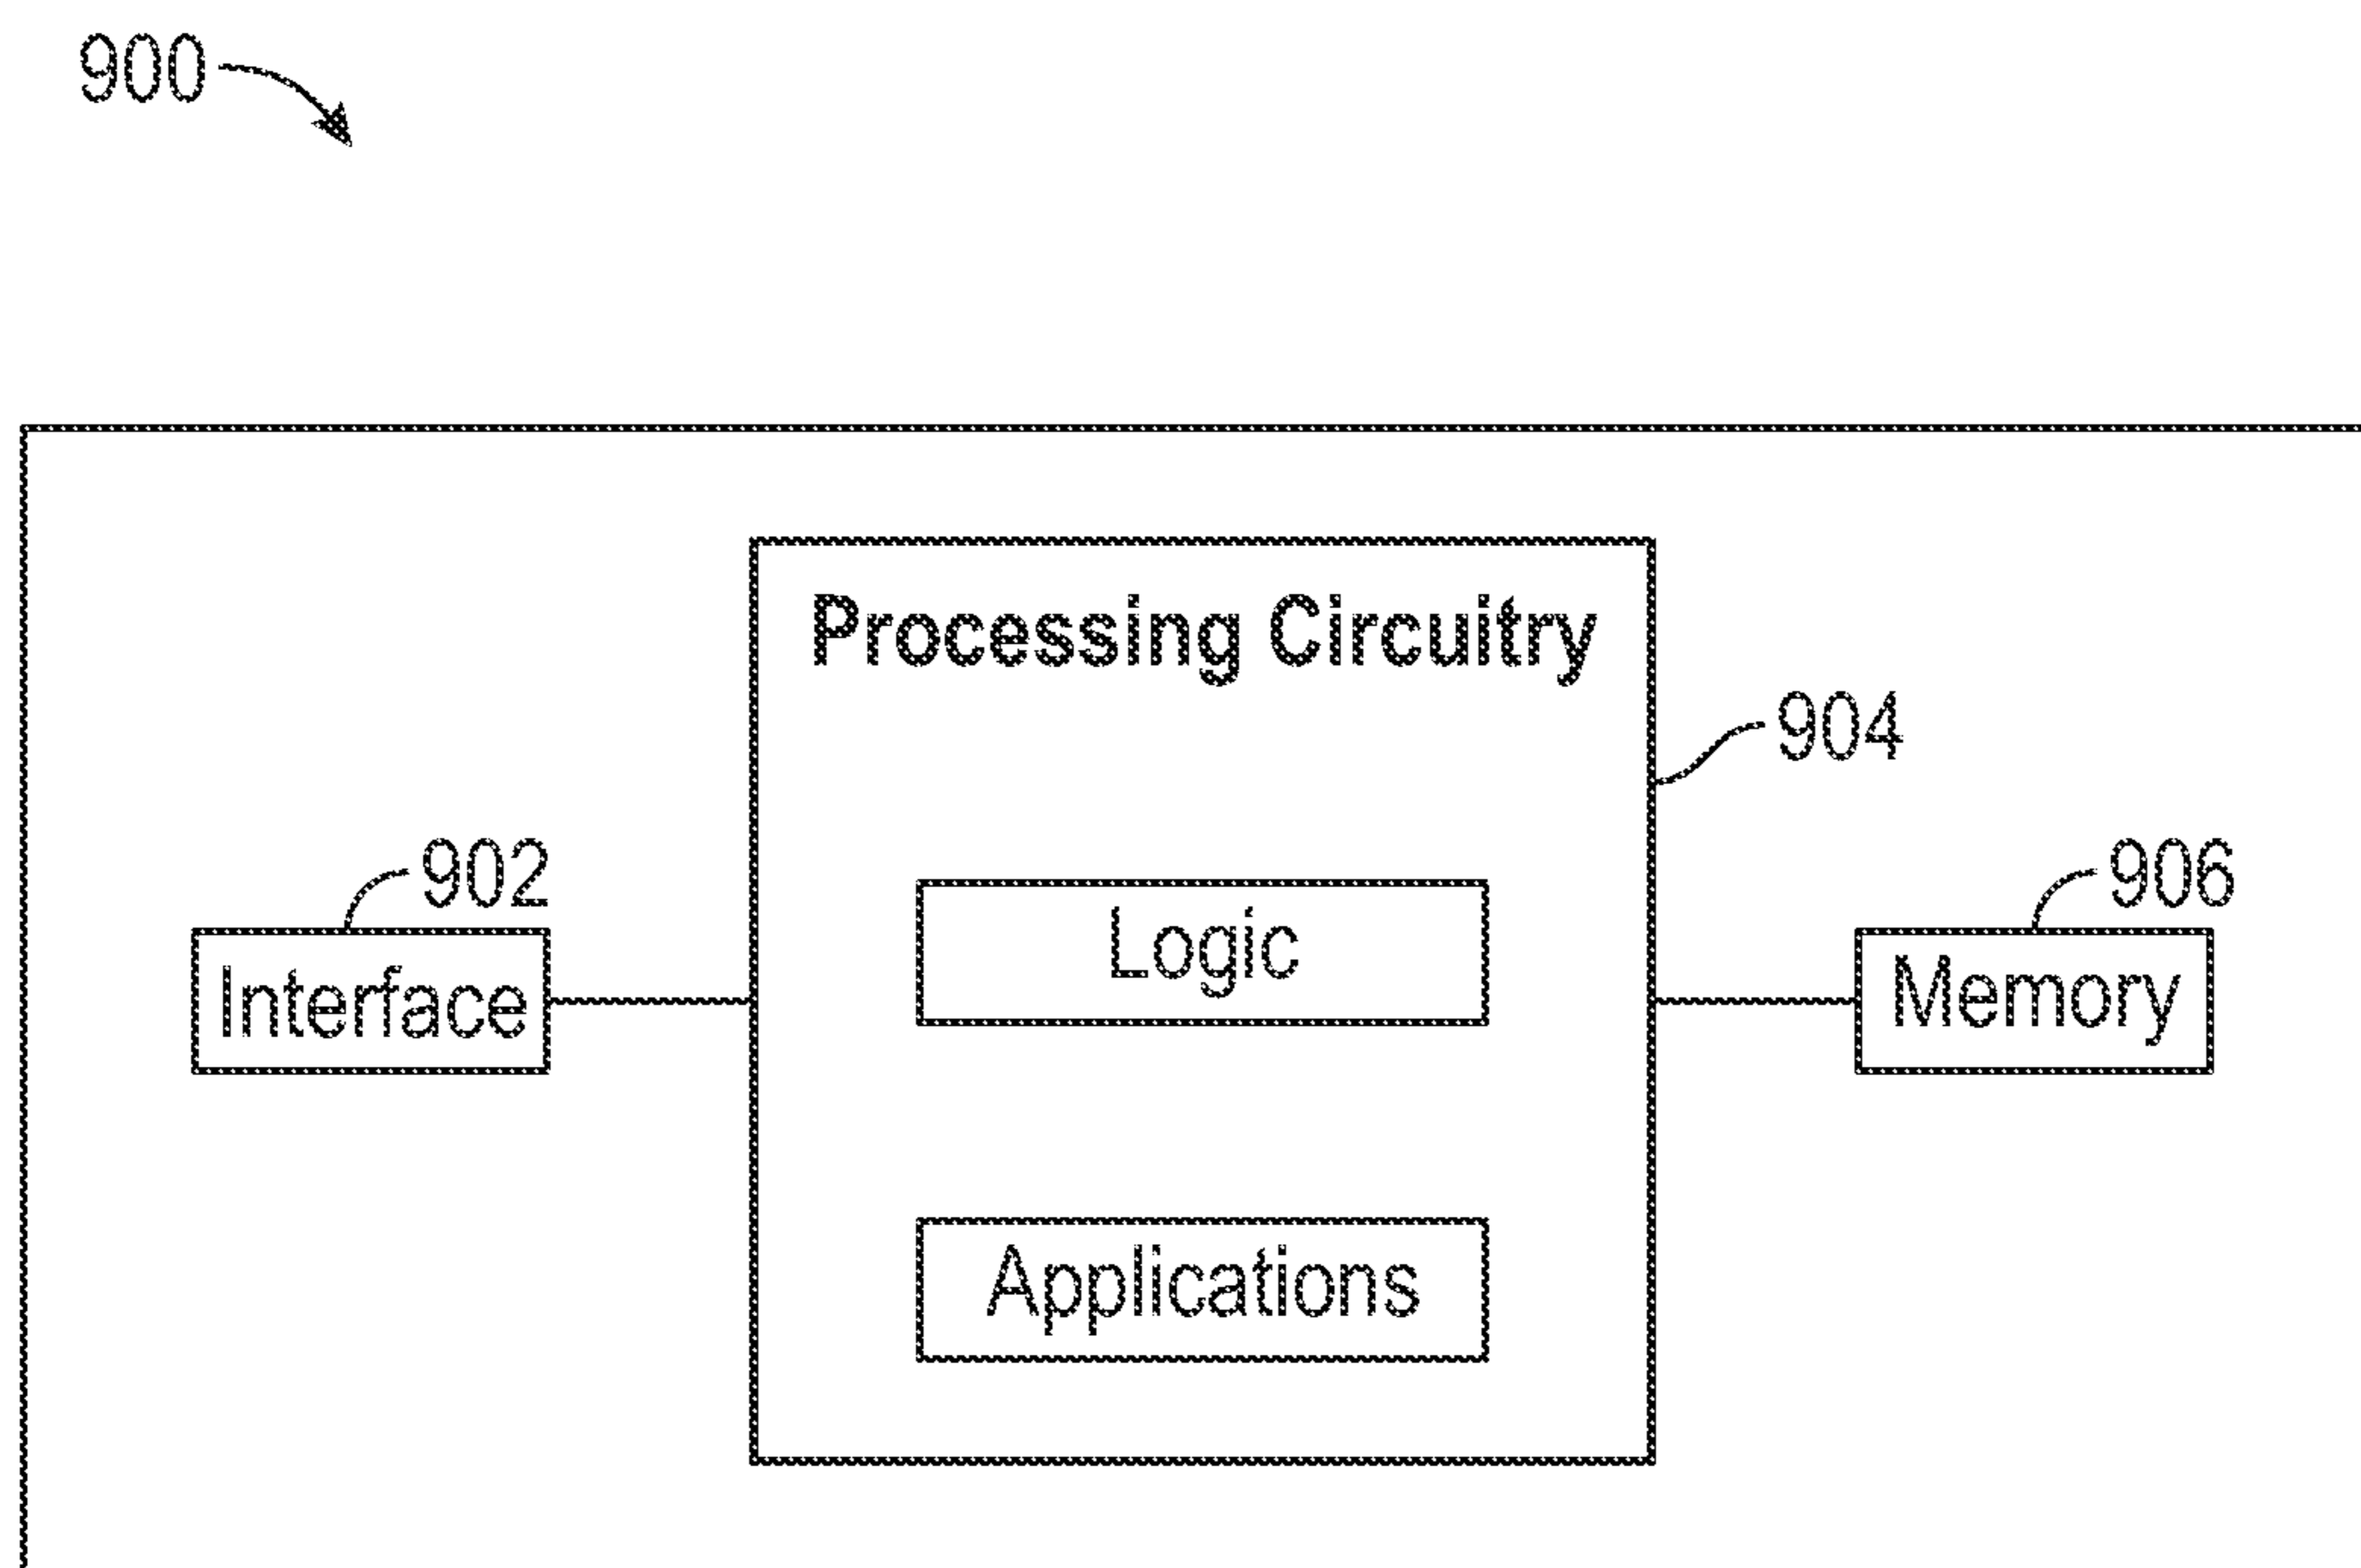 900
Processing Circuitry
904
902
906
Interface
Logic
Memory
Applications